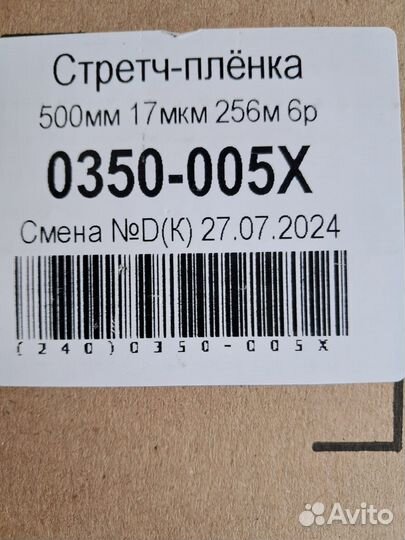 Стретч-плёнка
500мм 17мкм 256м 6р
0350-005X
Смена №D(К) 27.07.2024
(240)0350-005X
Avito